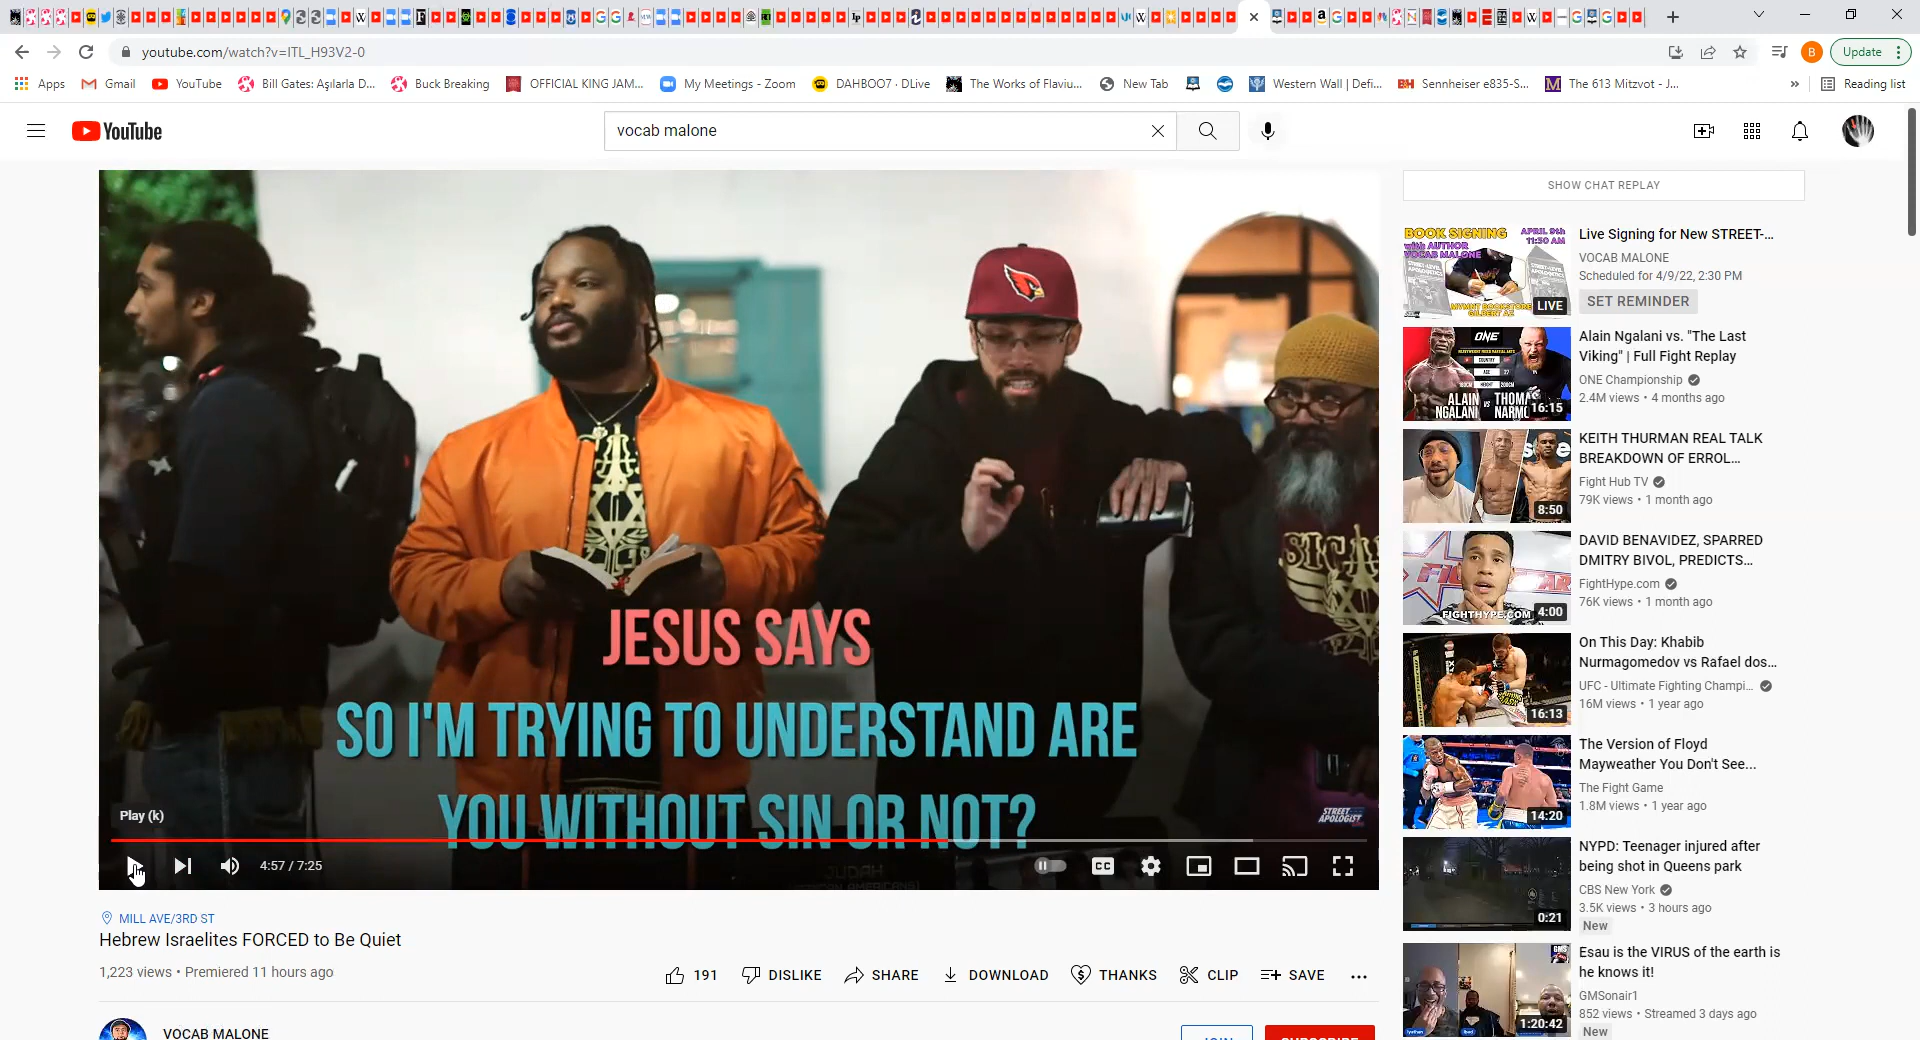 youtube.com/watch?v=ITL_H93V2-0
Update
Apps
Gmail
YouTube
Bill Gates: Aşılarla D...
Buck Breaking
OFFICIAL KING JAM...
My Meetings - Zoom
DAHBOO7 · DLive
The Works of Flaviu...
New Tab
Western Wall | Defi...
Sennheiser e835-S...
The 613 Mitzvot - J...
»
Reading list
YouTube
vocab malone
JESUS SAYS
SO I'M TRYING TO UNDERSTAND ARE
YOU WITHOUT SIN OR NOT?
STREET
APOLOGIST
JUDAH
Play (k)
4:57 / 7:25
CC
MILL AVE/3RD ST
Hebrew Israelites FORCED to Be Quiet
1,223 views • Premiered 11 hours ago
191
DISLIKE
SHARE
DOWNLOAD
THANKS
CLIP
SAVE
VOCAB MALONE
JOIN
SUBSCRIBE
SHOW CHAT REPLAY
BOOK SIGNING
with AUTHOR
VOCAB MALONE
APRIL 9th
11:30 AM
MVMNT BOOKSTORE
GILBERT AZ
LIVE
Live Signing for New STREET-...
VOCAB MALONE
Scheduled for 4/9/22, 2:30 PM
SET REMINDER
ONE
COUNTRY
ALAIN
NGALANI
VS
THOMA
NARMO
16:15
Alain Ngalani vs. "The Last
Viking" | Full Fight Replay
ONE Championship
2.4M views • 4 months ago
8:50
KEITH THURMAN REAL TALK
BREAKDOWN OF ERROL...
Fight Hub TV
79K views • 1 month ago
FIGHTHYPE.COM
4:00
DAVID BENAVIDEZ, SPARRED
DMITRY BIVOL, PREDICTS...
FightHype.com
76K views • 1 month ago
16:13
On This Day: Khabib
Nurmagomedov vs Rafael dos...
UFC - Ultimate Fighting Champi...
16M views • 1 year ago
14:20
The Version of Floyd
Mayweather You Don't See...
The Fight Game
1.8M views • 1 year ago
0:21
NYPD: Teenager injured after
being shot in Queens park
CBS New York
3.5K views • 3 hours ago
New
GMS
1:20:42
Esau is the VIRUS of the earth is
he knows it!
GMSonair1
852 views • Streamed 3 days ago
New